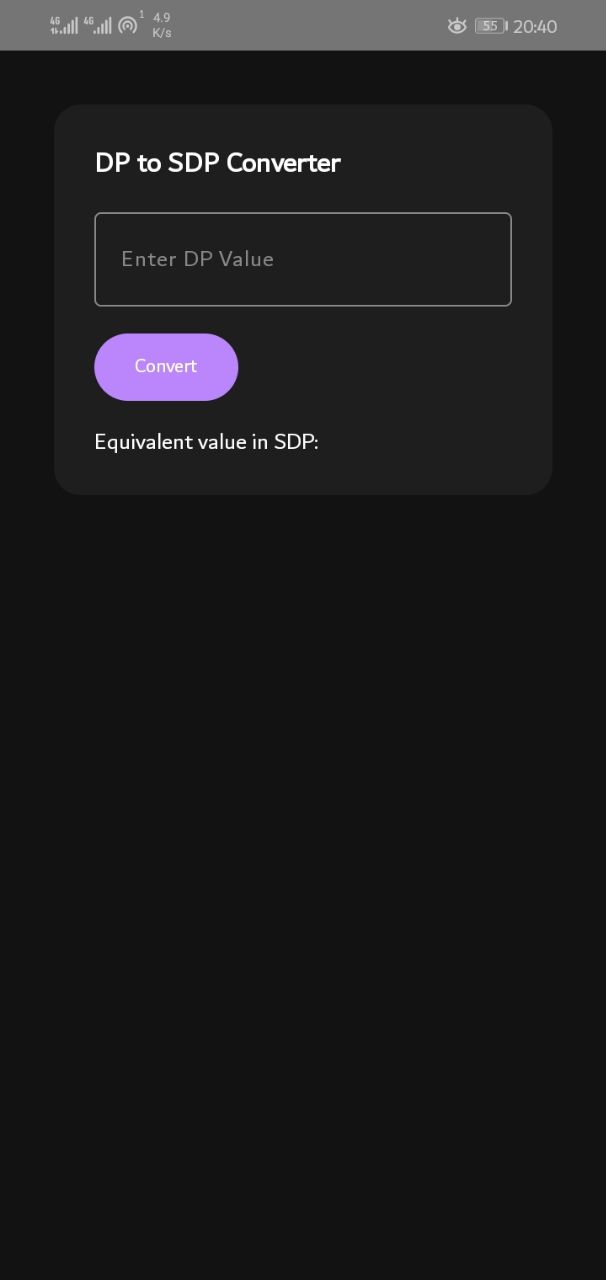 4G 4G 1 4.9
K/s
55 20:40
DP to SDP Converter
Enter DP Value
Convert
Equivalent value in SDP: